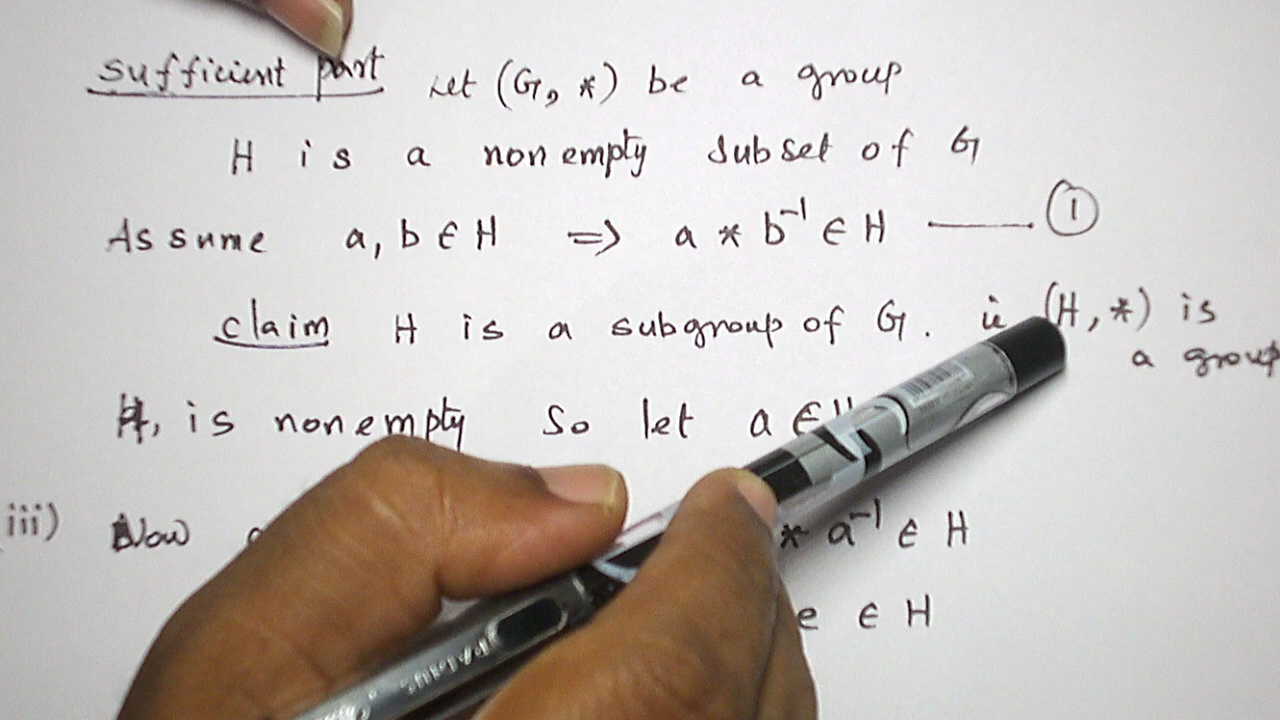 sufficient part Let (G, *) be a group
H is a nonempty subset of G
Assume a, b ∈ H ⇒ a * b⁻¹ ∈ H —— ①
claim H is a subgroup of G. ie (H, *) is
a group
H, is nonempty So let a ∈ H
iii) Now * a⁻¹ ∈ H
e ∈ H